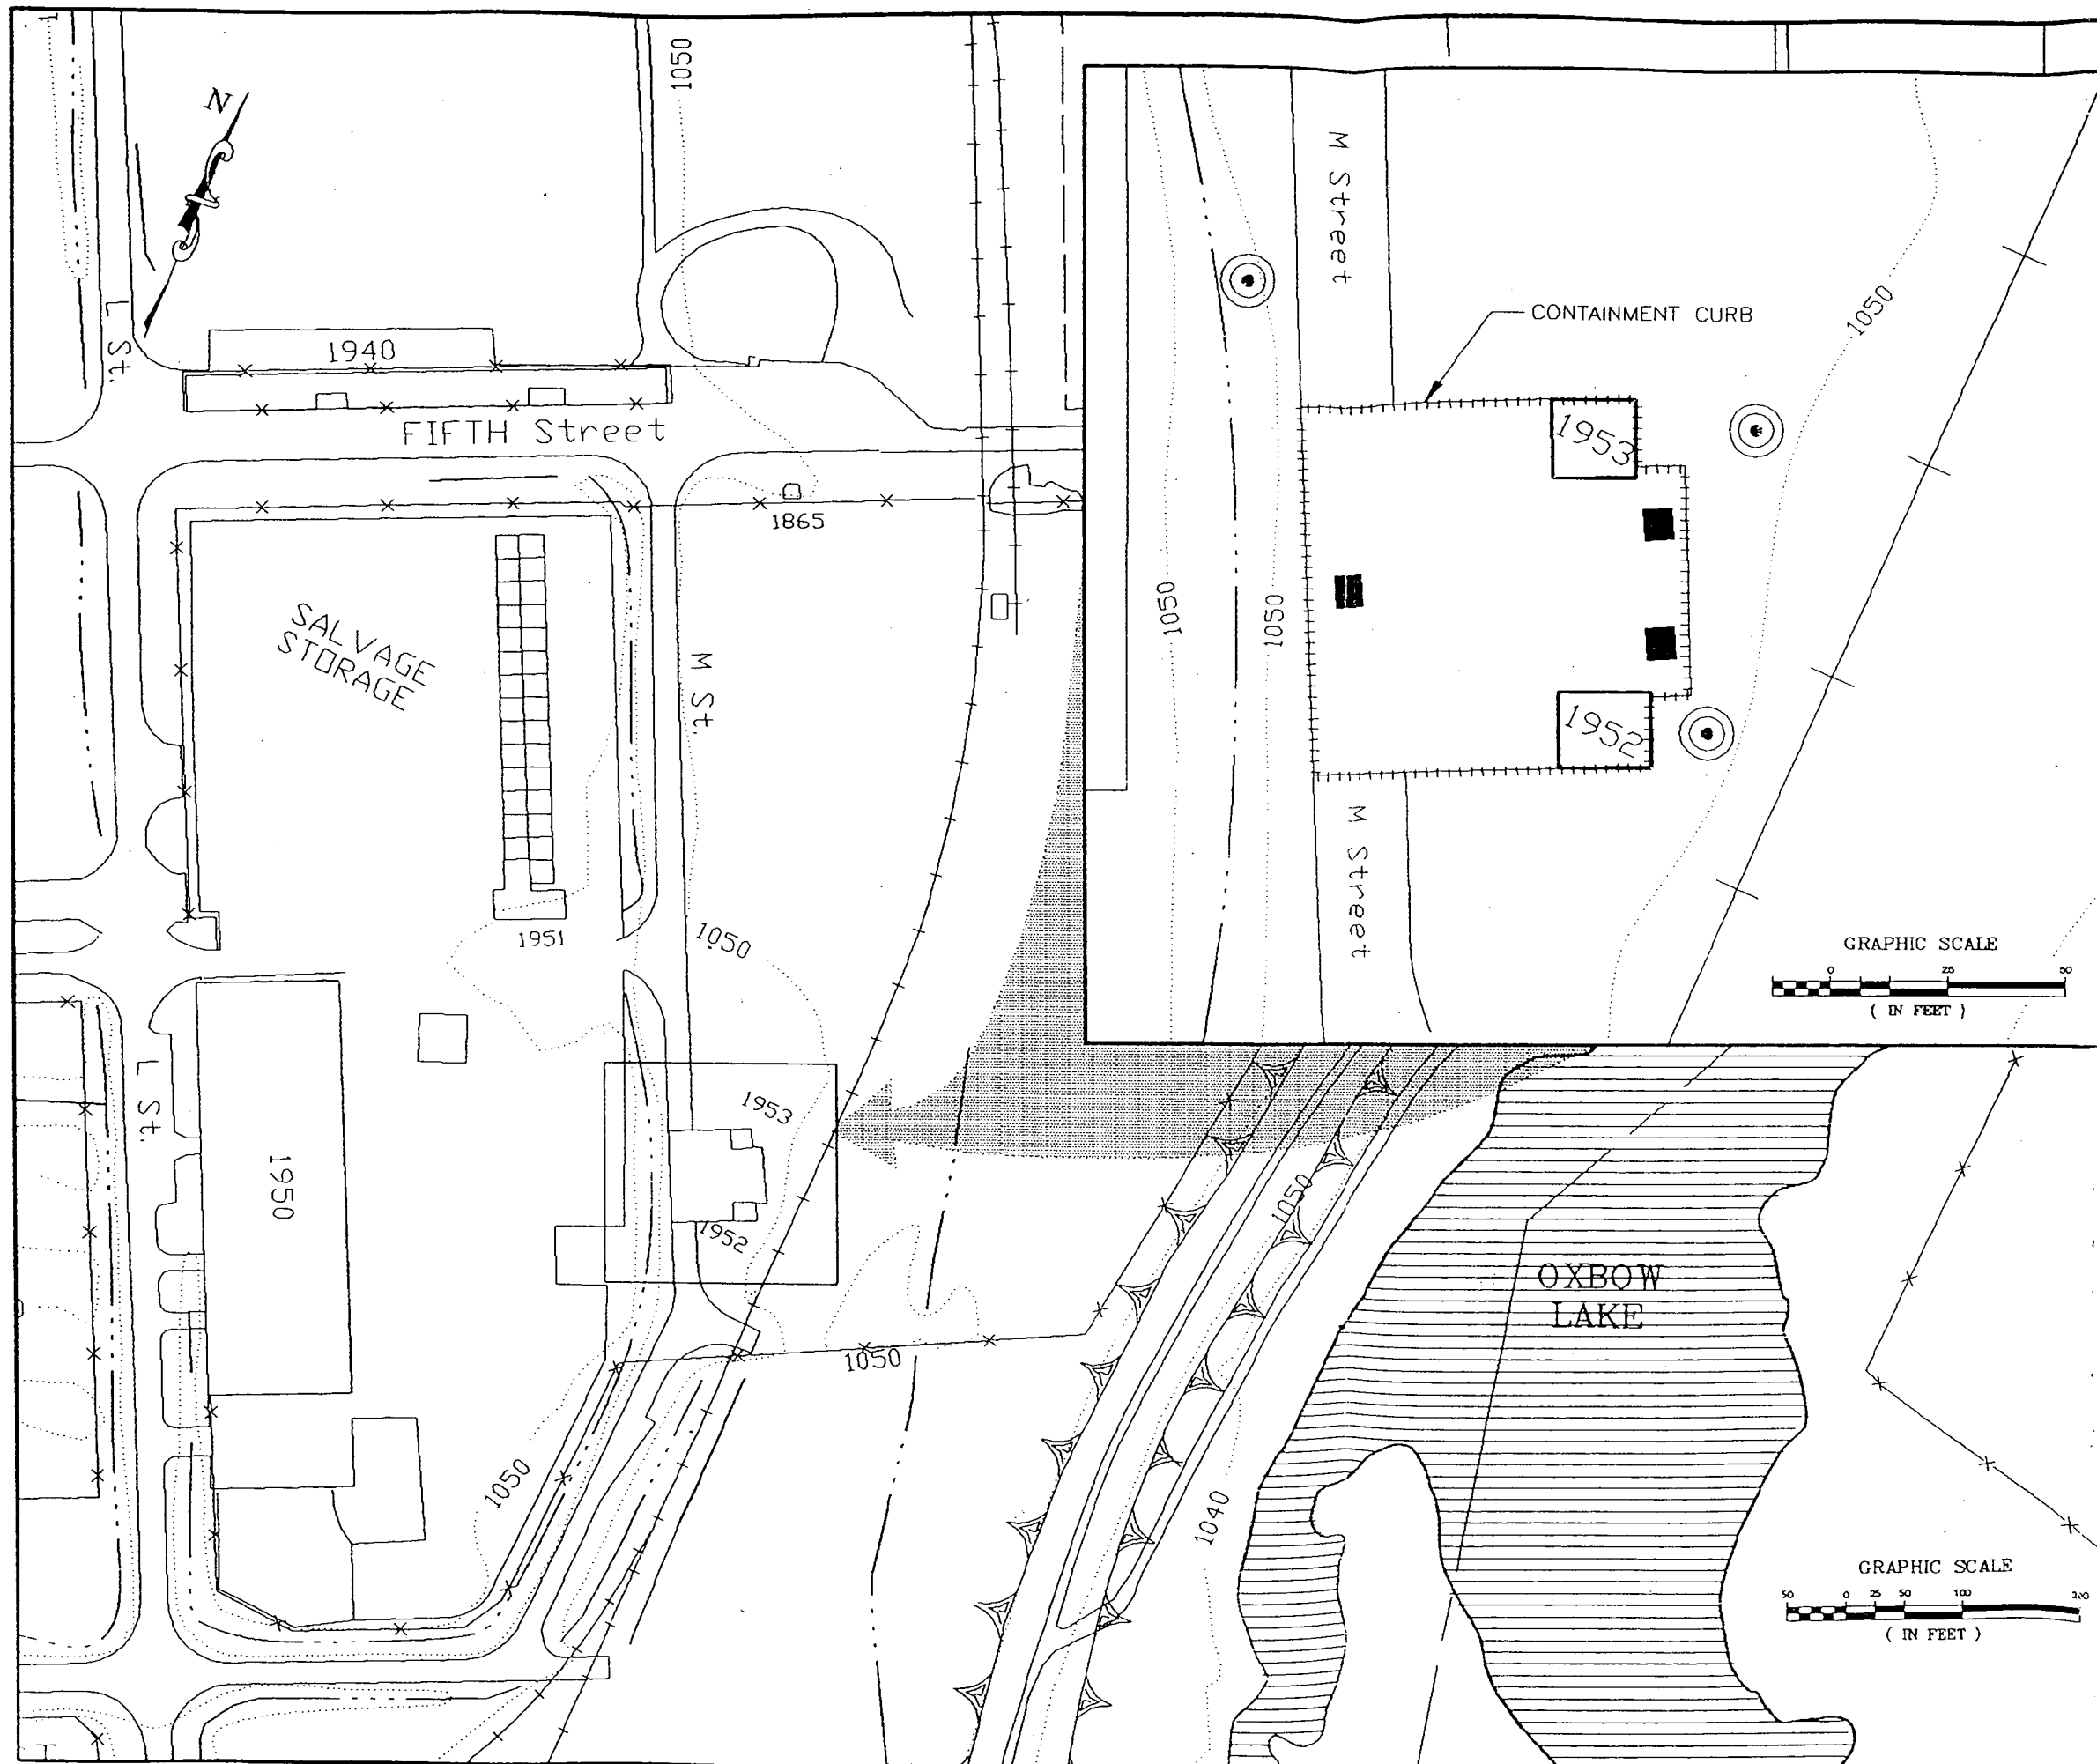 1050
N
M Street
L St.
1940
FIFTH Street
1865
SALVAGE
STORAGE
M St.
1951
1050
L St.
1950
1953
1952
1050
1050
1050
1040
OXBOW
LAKE
CONTAINMENT CURB
1050
1953
1050
1050
1952
M Street
GRAPHIC SCALE
0 25 50
( IN FEET )
GRAPHIC SCALE
50 0 25 50 100 200
( IN FEET )